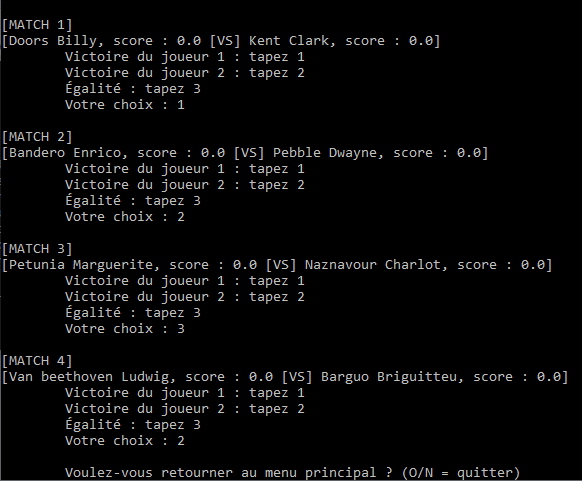 [MATCH 1]
[Doors Billy, score : 0.0 [VS] Kent Clark, score : 0.0]
Victoire du joueur 1 : tapez 1
Victoire du joueur 2 : tapez 2
Égalité : tapez 3
Votre choix : 1
[MATCH 2]
[Bandero Enrico, score : 0.0 [VS] Pebble Dwayne, score : 0.0]
Victoire du joueur 1 : tapez 1
Victoire du joueur 2 : tapez 2
Égalité : tapez 3
Votre choix : 2
[MATCH 3]
[Petunia Marguerite, score : 0.0 [VS] Naznavour Charlot, score : 0.0]
Victoire du joueur 1 : tapez 1
Victoire du joueur 2 : tapez 2
Égalité : tapez 3
Votre choix : 3
[MATCH 4]
[Van beethoven Ludwig, score : 0.0 [VS] Barguo Briguitteu, score : 0.0]
Victoire du joueur 1 : tapez 1
Victoire du joueur 2 : tapez 2
Égalité : tapez 3
Votre choix : 2
Voulez-vous retourner au menu principal ? (O/N = quitter)